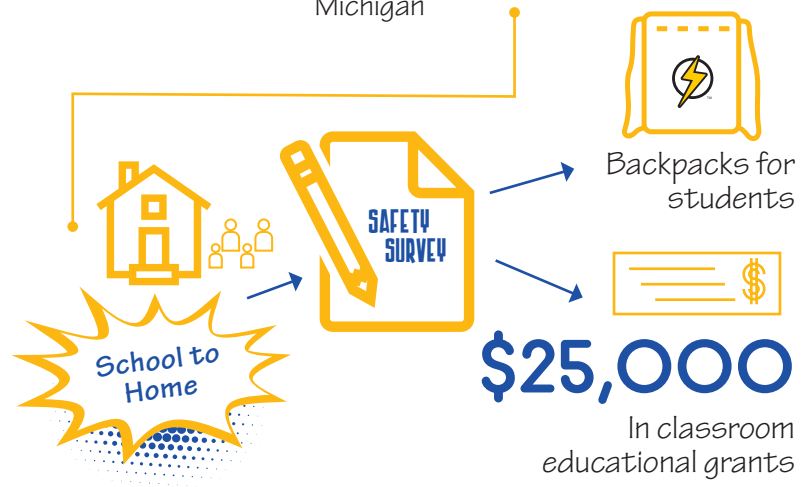 Michigan
Backpacks for
students
SAFETY
SURVEY
School to
Home
$25,000
In classroom
educational grants